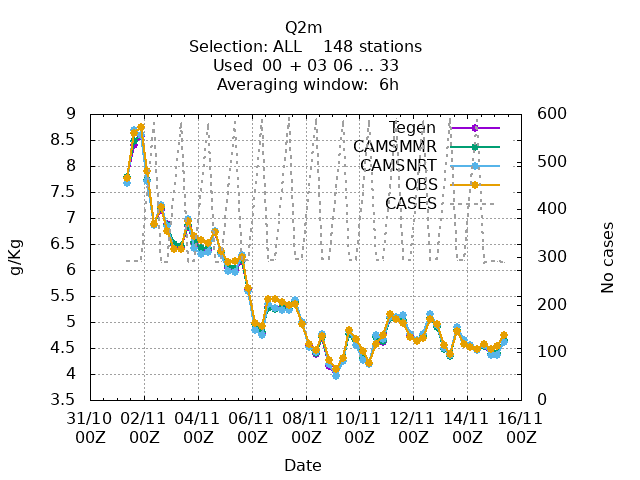 Q2m
Selection: ALL    148 stations
Used  00 + 03 06 ... 33
Averaging window:  6h
9
8.5
8
7.5
7
6.5
6
5.5
5
4.5
4
3.5
g/Kg
600
500
400
300
200
100
0
No cases
Tegen
CAMSMMR
CAMSNRT
OBS
CASES
31/10 02/11 04/11 06/11 08/11 10/11 12/11 14/11 16/11
00Z 00Z 00Z 00Z 00Z 00Z 00Z 00Z 00Z
Date